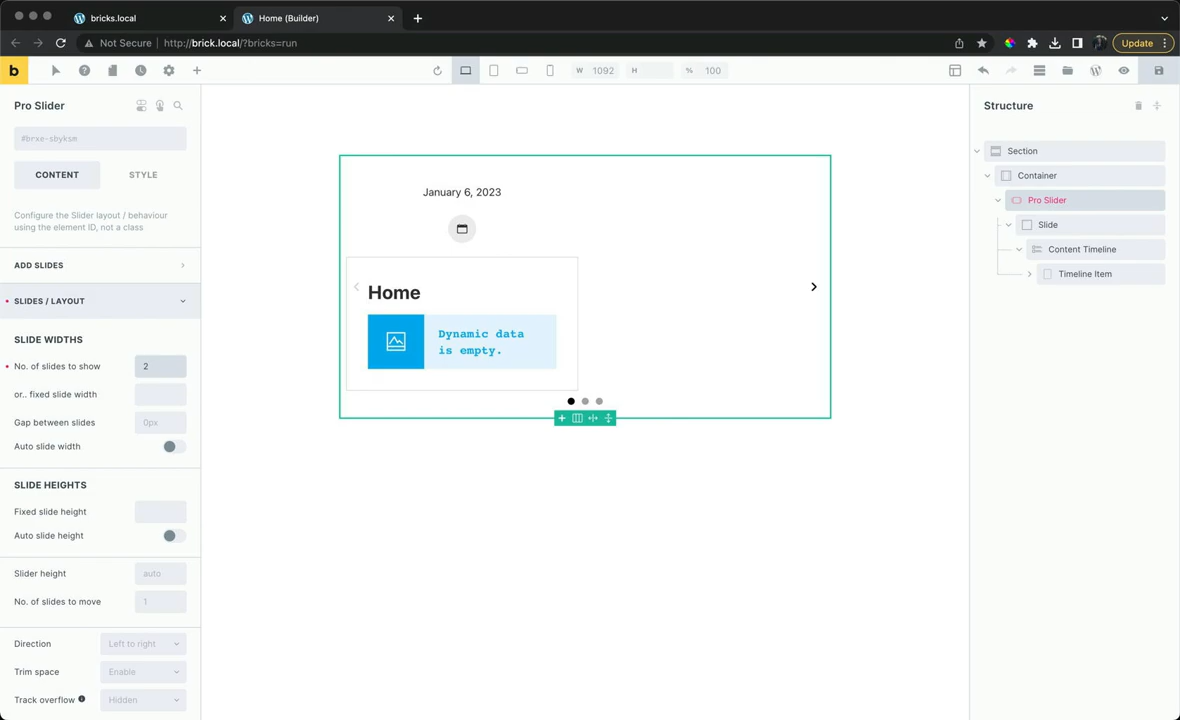 bricks.local
Home (Builder)
Not Secure
http://brick.local/?bricks=run
Update
b
W 1092 H % 100
Pro Slider
#brxe-sbyksm
CONTENT
STYLE
Configure the Slider layout / behaviour
using the element ID, not a class
ADD SLIDES
SLIDES / LAYOUT
SLIDE WIDTHS
No. of slides to show 2
or.. fixed slide width
Gap between slides 0px
Auto slide width
SLIDE HEIGHTS
Fixed slide height
Auto slide height
Slider height auto
No. of slides to move 1
Direction Left to right
Trim space Enable
Track overflow Hidden
January 6, 2023
Home
Dynamic data
is empty.
Structure
Section
Container
Pro Slider
Slide
Content Timeline
Timeline Item